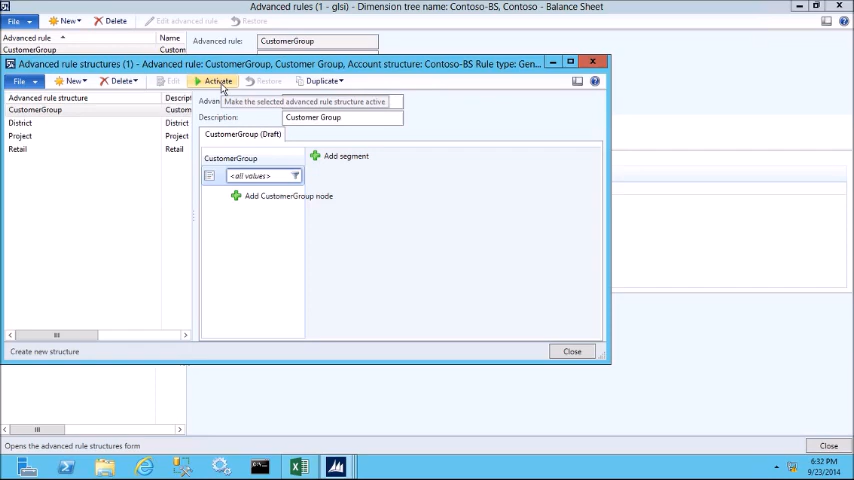 Advanced rules (1 - glsi) - Dimension tree name: Contoso-BS, Contoso - Balance Sheet
File New Delete Edit advanced rule Restore
Advanced rule Name Advanced rule: CustomerGroup
CustomerGroup Custom
Advanced rule structures (1) - Advanced rule: CustomerGroup, Customer Group, Account structure: Contoso-BS Rule type: Gen...
File New Delete Edit Activate Restore Duplicate
Advanced rule structure Descript Advan
Make the selected advanced rule structure active
CustomerGroup Custom Description: Customer Group
District District
CustomerGroup (Draft)
Project Project
Retail Retail
CustomerGroup Add segment
<all values>
Add CustomerGroup node
Create new structure Close
Opens the advanced rule structures form Close
6:32 PM
9/23/2014